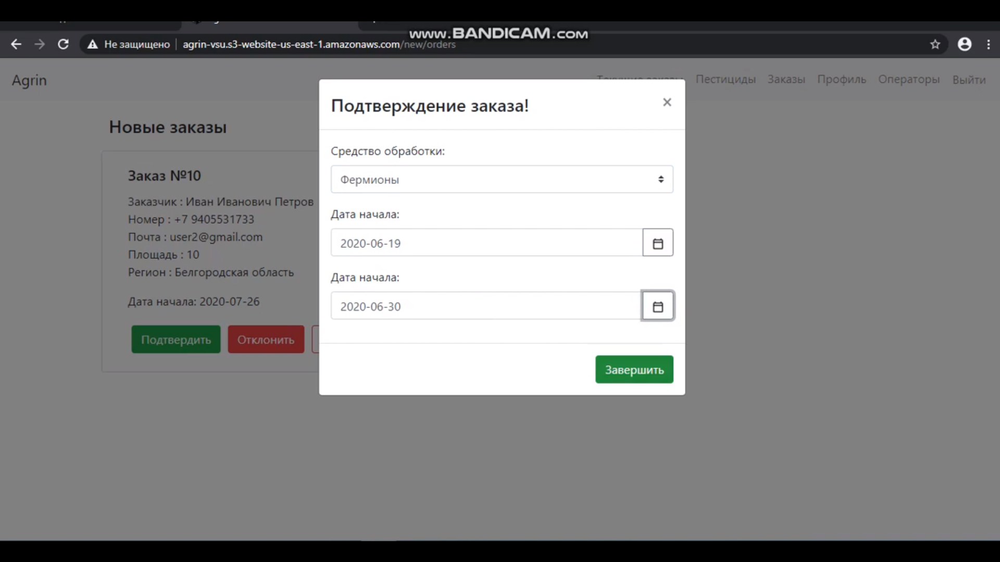 www.BANDICAM.com
Не защищено
agrin-vsu.s3-website-us-east-1.amazonaws.com/new/orders
Agrin
Текущие заказы
Пестициды
Заказы
Профиль
Операторы
Выйти
Новые заказы
Заказ №10
Заказчик : Иван Иванович Петров
Номер : +7 9405531733
Почта : user2@gmail.com
Площадь : 10
Регион : Белгородская область
Дата начала: 2020-07-26
Подтвердить
Отклонить
Подтверждение заказа!
×
Средство обработки:
Фермионы
Дата начала:
2020-06-19
Дата начала:
2020-06-30
Завершить